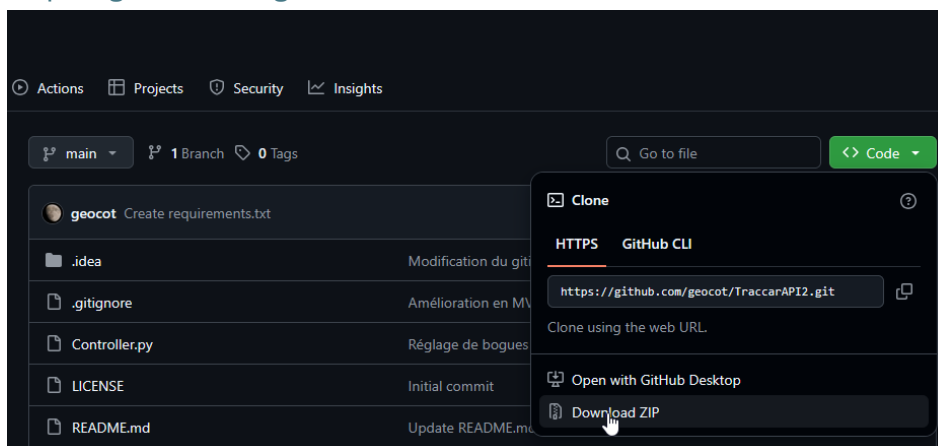 Actions Projects Security Insights
main 1 Branch 0 Tags Go to file <> Code
geocot Create requirements.txt
.idea Modification du giti
.gitignore Amélioration en MV
Controller.py Réglage de bogues
LICENSE Initial commit
README.md Update README.m
Clone
HTTPS GitHub CLI
https://github.com/geocot/TraccarAPI2.git
Clone using the web URL.
Open with GitHub Desktop
Download ZIP